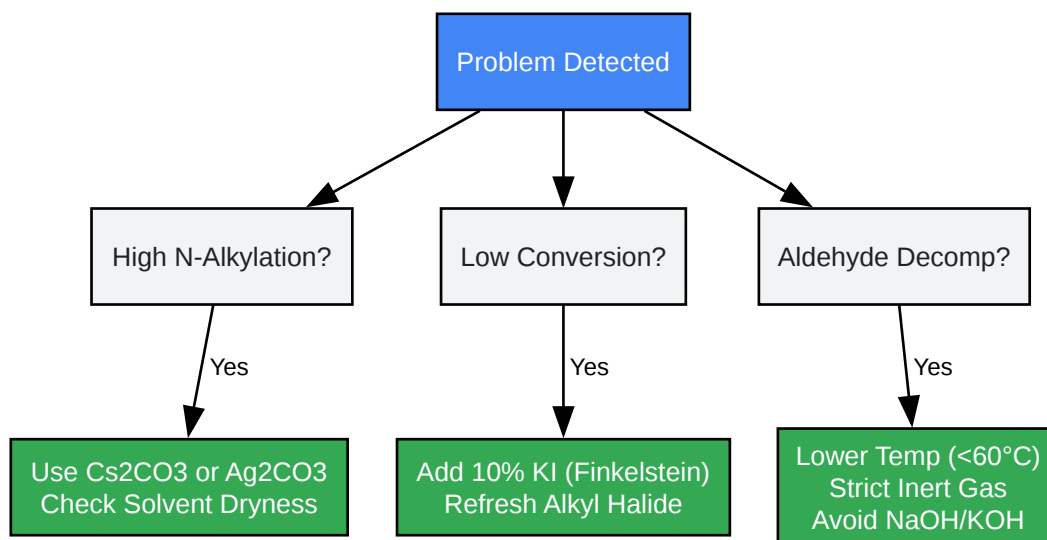 Problem Detected
High N-Alkylation?
Low Conversion?
Aldehyde Decomp?
Yes
Yes
Yes
Use Cs2CO3 or Ag2CO3
Check Solvent Dryness
Add 10% KI (Finkelstein)
Refresh Alkyl Halide
Lower Temp (<60°C)
Strict Inert Gas
Avoid NaOH/KOH